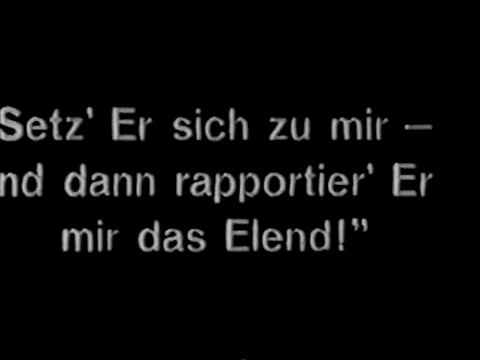 Setz' Er sich zu mir —
nd dann rapportier' Er
mir das Elend!”